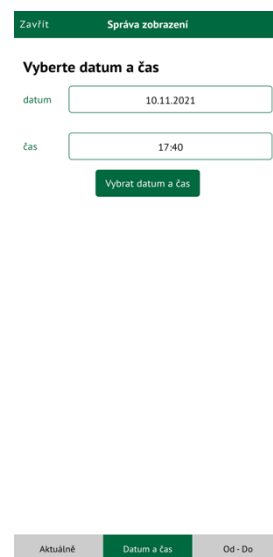 Zavřít Správa zobrazení
Vyberte datum a čas
datum 10.11.2021
čas 17:40
Vybrat datum a čas
Aktuálně Datum a čas Od - Do